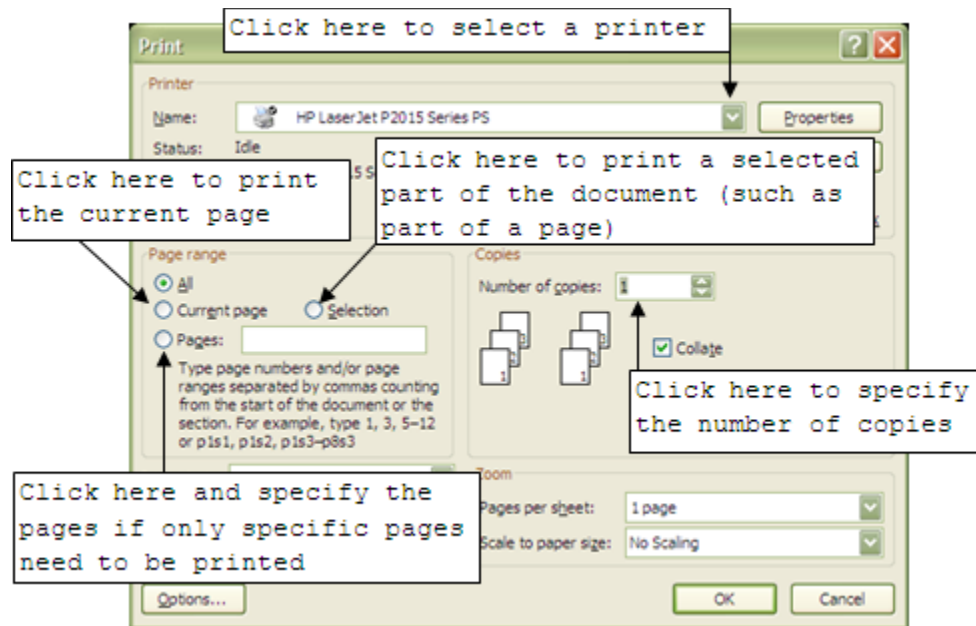 Click here to select a printer
Print
Printer
Name: HP LaserJet P2015 Series PS Properties
Status: Idle
Click here to print
the current page
Click here to print a selected
part of the document (such as
part of a page)
Page range
All
Current page Selection
Pages:
Type page numbers and/or page
ranges separated by commas counting
from the start of the document or the
section. For example, type 1, 3, 5–12
or p1s1, p1s2, p1s3–p8s3
Copies
Number of copies: 1
1 1
Collate
Click here to specify
the number of copies
Click here and specify the
pages if only specific pages
need to be printed
Zoom
Pages per sheet: 1 page
Scale to paper size: No Scaling
Options... OK Cancel